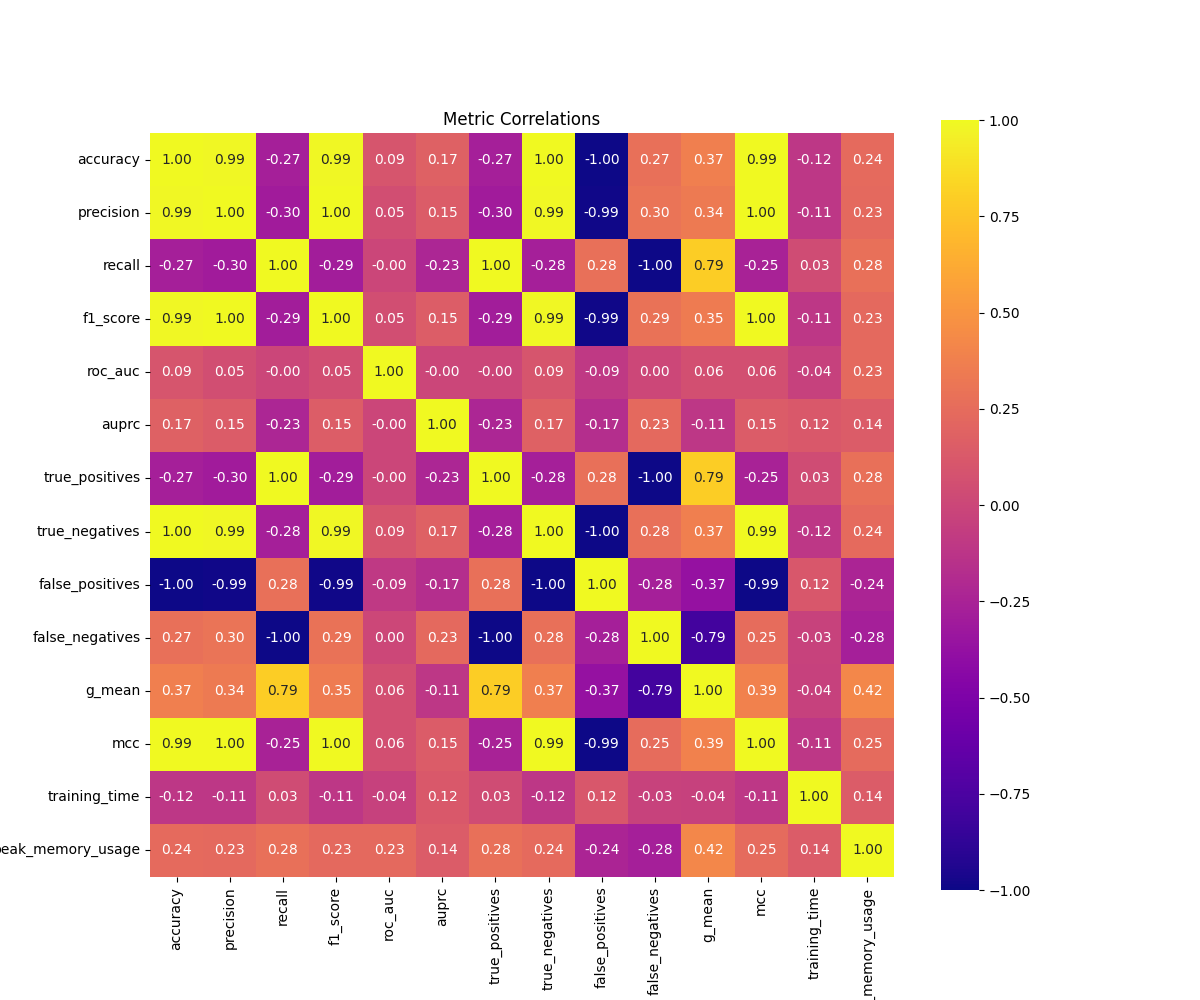 Metric Correlations
accuracy 1.00 0.99 -0.27 0.99 0.09 0.17 -0.27 1.00 -1.00 0.27 0.37 0.99 -0.12 0.24
precision 0.99 1.00 -0.30 1.00 0.05 0.15 -0.30 0.99 -0.99 0.30 0.34 1.00 -0.11 0.23
recall -0.27 -0.30 1.00 -0.29 -0.00 -0.23 1.00 -0.28 0.28 -1.00 0.79 -0.25 0.03 0.28
f1_score 0.99 1.00 -0.29 1.00 0.05 0.15 -0.29 0.99 -0.99 0.29 0.35 1.00 -0.11 0.23
roc_auc 0.09 0.05 -0.00 0.05 1.00 -0.00 -0.00 0.09 -0.09 0.00 0.06 0.06 -0.04 0.23
auprc 0.17 0.15 -0.23 0.15 -0.00 1.00 -0.23 0.17 -0.17 0.23 -0.11 0.15 0.12 0.14
true_positives -0.27 -0.30 1.00 -0.29 -0.00 -0.23 1.00 -0.28 0.28 -1.00 0.79 -0.25 0.03 0.28
true_negatives 1.00 0.99 -0.28 0.99 0.09 0.17 -0.28 1.00 -1.00 0.28 0.37 0.99 -0.12 0.24
false_positives -1.00 -0.99 0.28 -0.99 -0.09 -0.17 0.28 -1.00 1.00 -0.28 -0.37 -0.99 0.12 -0.24
false_negatives 0.27 0.30 -1.00 0.29 0.00 0.23 -1.00 0.28 -0.28 1.00 -0.79 0.25 -0.03 -0.28
g_mean 0.37 0.34 0.79 0.35 0.06 -0.11 0.79 0.37 -0.37 -0.79 1.00 0.39 -0.04 0.42
mcc 0.99 1.00 -0.25 1.00 0.06 0.15 -0.25 0.99 -0.99 0.25 0.39 1.00 -0.11 0.25
training_time -0.12 -0.11 0.03 -0.11 -0.04 0.12 0.03 -0.12 0.12 -0.03 -0.04 -0.11 1.00 0.14
peak_memory_usage 0.24 0.23 0.28 0.23 0.23 0.14 0.28 0.24 -0.24 -0.28 0.42 0.25 0.14 1.00
accuracy
precision
recall
f1_score
roc_auc
auprc
true_positives
true_negatives
false_positives
false_negatives
g_mean
mcc
training_time
_memory_usage
1.00
0.75
0.50
0.25
0.00
−0.25
−0.50
−0.75
−1.00